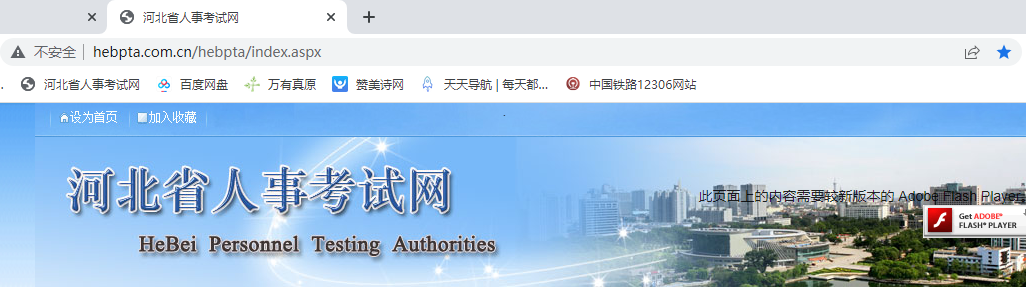 河北省人事考试网
不安全 hebpta.com.cn/hebpta/index.aspx
河北省人事考试网 百度网盘 万有真原 赞美诗网 天天导航 | 每天都... 中国铁路12306网站
设为首页 加入收藏
河北省人事考试网
此页面上的内容需要较新版本的 Adobe Flash Player
HeBei Personnel Testing Authorities
Get ADOBE®
FLASH® PLAYER